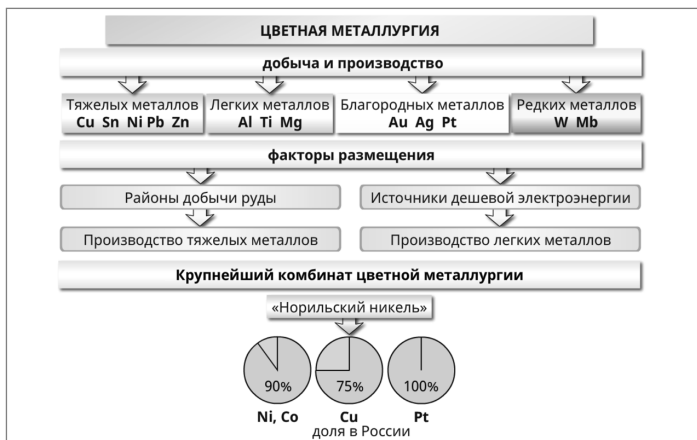 ЦВЕТНАЯ МЕТАЛЛУРГИЯ
добыча и производство
Тяжелых металлов
Cu Sn Ni Pb Zn
Легких металлов
Al Ti Mg
Благородных металлов
Au Ag Pt
Редких металлов
W Mb
факторы размещения
Районы добычи руды
Источники дешевой электроэнергии
Производство тяжелых металлов
Производство легких металлов
Крупнейший комбинат цветной металлургии
«Норильский никель»
90%
75%
100%
Ni, Co
Cu
Pt
доля в России